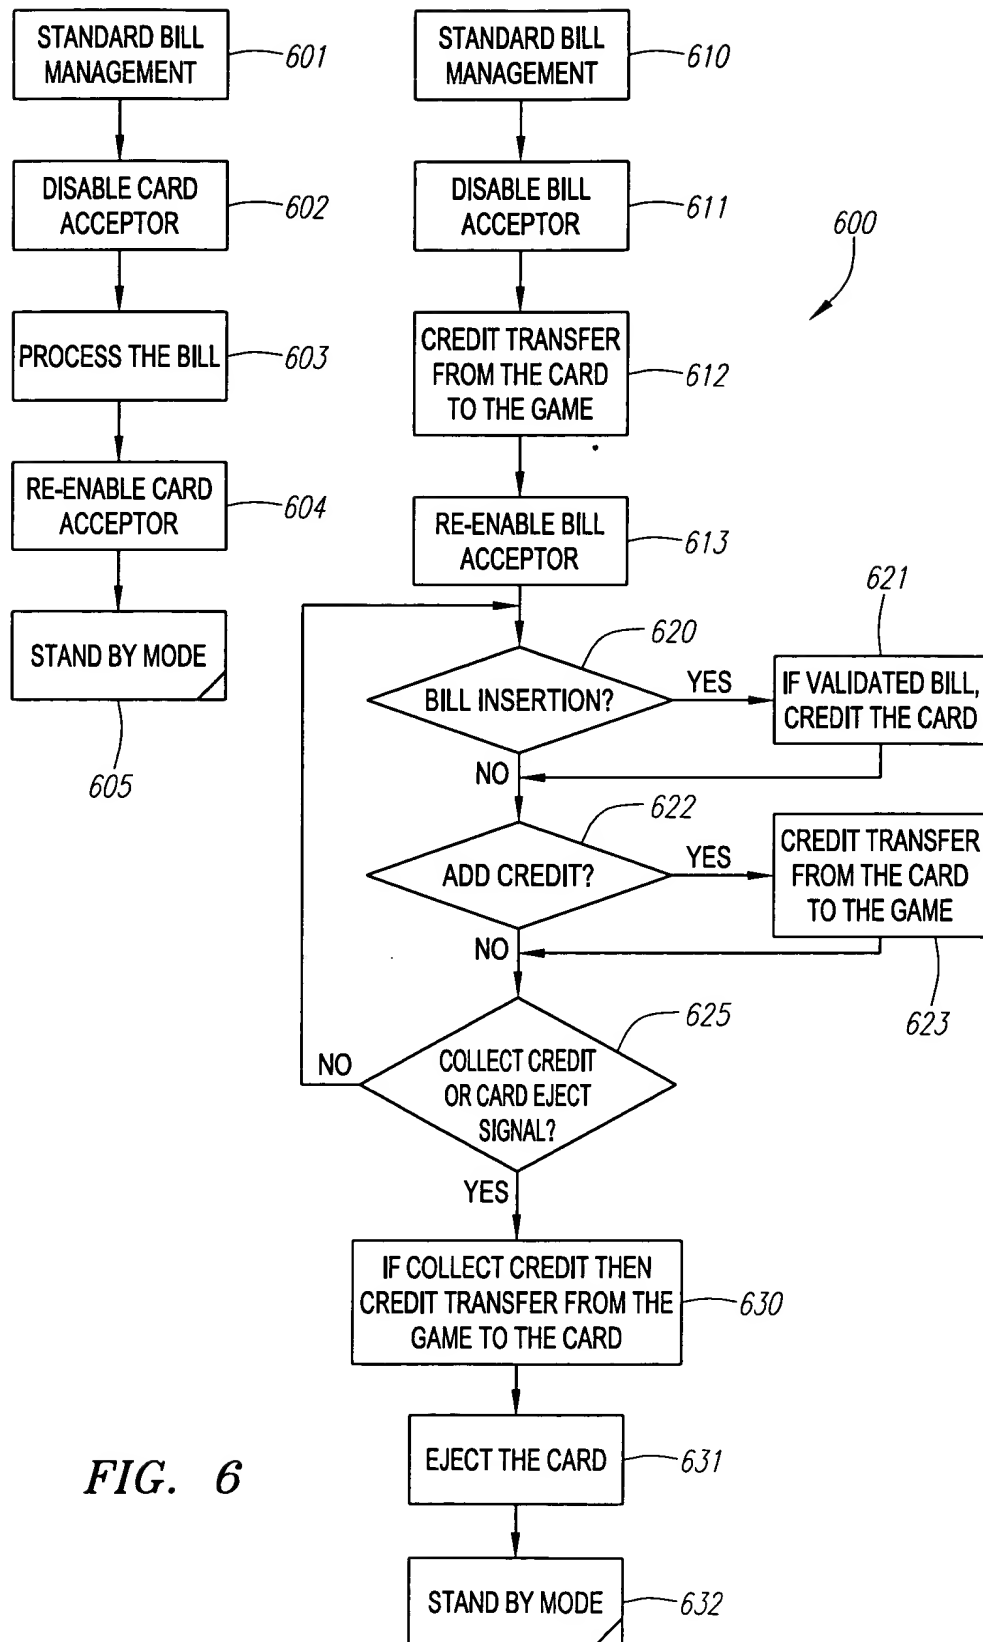 STANDARD BILL
MANAGEMENT
601
DISABLE CARD
ACCEPTOR
602
PROCESS THE BILL
603
RE-ENABLE CARD
ACCEPTOR
604
STAND BY MODE
605
STANDARD BILL
MANAGEMENT
610
DISABLE BILL
ACCEPTOR
611
600
CREDIT TRANSFER
FROM THE CARD
TO THE GAME
612
RE-ENABLE BILL
ACCEPTOR
613
BILL INSERTION?
620
YES
IF VALIDATED BILL,
CREDIT THE CARD
621
NO
ADD CREDIT?
622
YES
CREDIT TRANSFER
FROM THE CARD
TO THE GAME
623
NO
COLLECT CREDIT
OR CARD EJECT
SIGNAL?
625
NO
YES
IF COLLECT CREDIT THEN
CREDIT TRANSFER FROM THE
GAME TO THE CARD
630
EJECT THE CARD
631
STAND BY MODE
632
FIG. 6